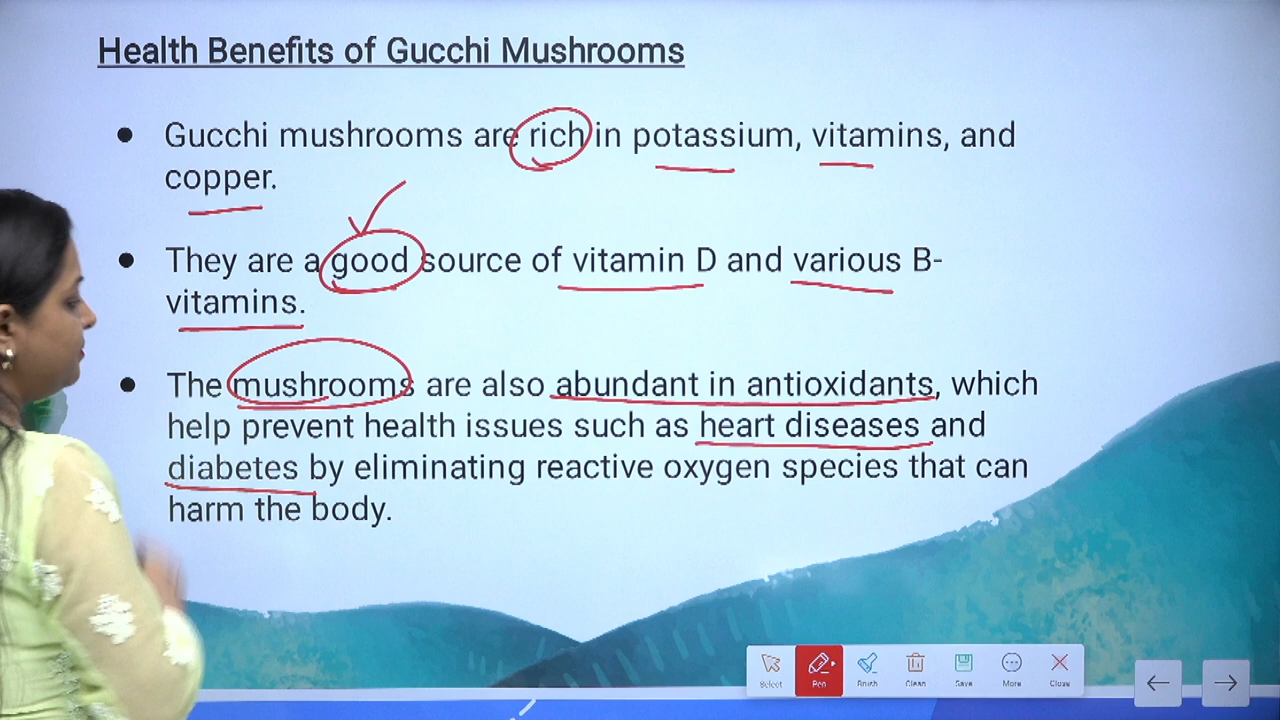 Health Benefits of Gucchi Mushrooms
Gucchi mushrooms are rich in potassium, vitamins, and
copper.
They are a good source of vitamin D and various B-
vitamins.
The mushrooms are also abundant in antioxidants, which
help prevent health issues such as heart diseases and
diabetes by eliminating reactive oxygen species that can
harm the body.
Select Pen Brush Clean Save More Close